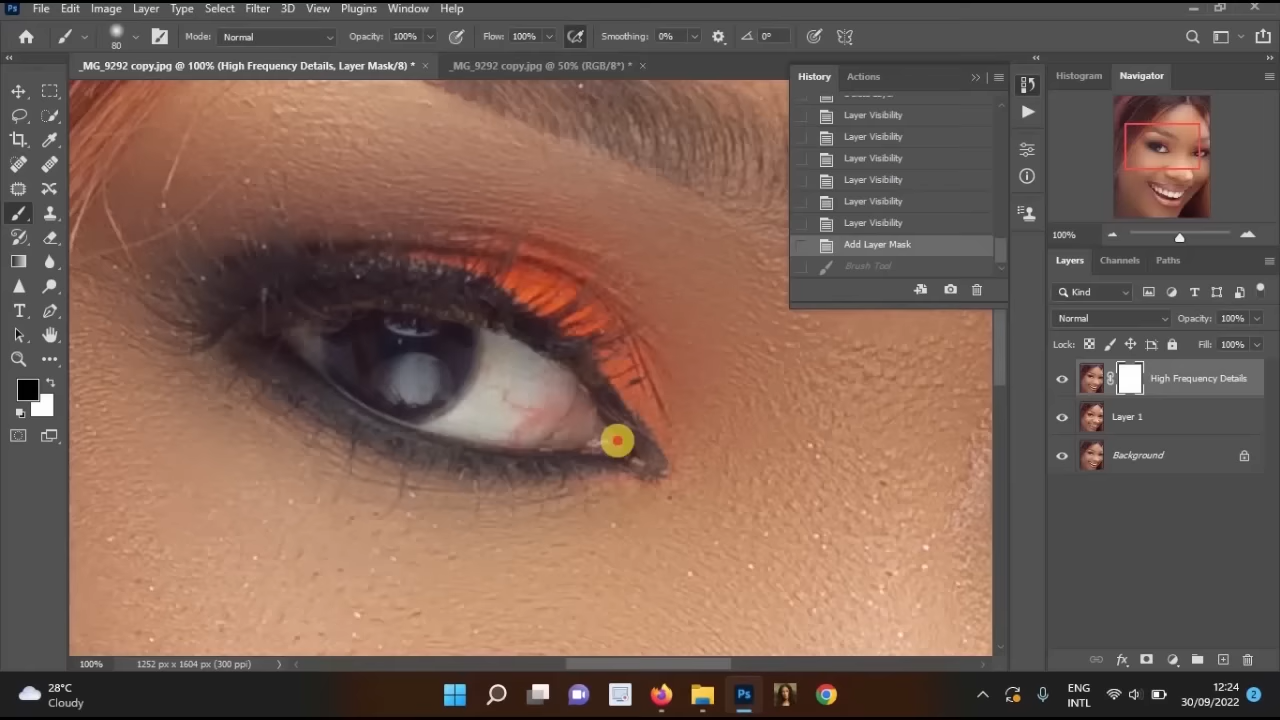 Ps File Edit Image Layer Type Select Filter 3D View Plugins Window Help
80 Mode: Normal Opacity: 100% Flow: 100% Smoothing: 0% 0°
_MG_9292 copy.jpg @ 100% (High Frequency Details, Layer Mask/8) * _MG_9292 copy.jpg @ 50% (RGB/8*) *
History Actions
Layer Visibility
Layer Visibility
Layer Visibility
Layer Visibility
Layer Visibility
Layer Visibility
Add Layer Mask
Brush Tool
Histogram Navigator
100%
Layers Channels Paths
Kind
Normal Opacity: 100%
Lock: Fill: 100%
High Frequency Details
Layer 1
Background
100% 1252 px x 1604 px (300 ppi)
28°C
Cloudy
Ps
ENG
INTL
12:24
30/09/2022
2